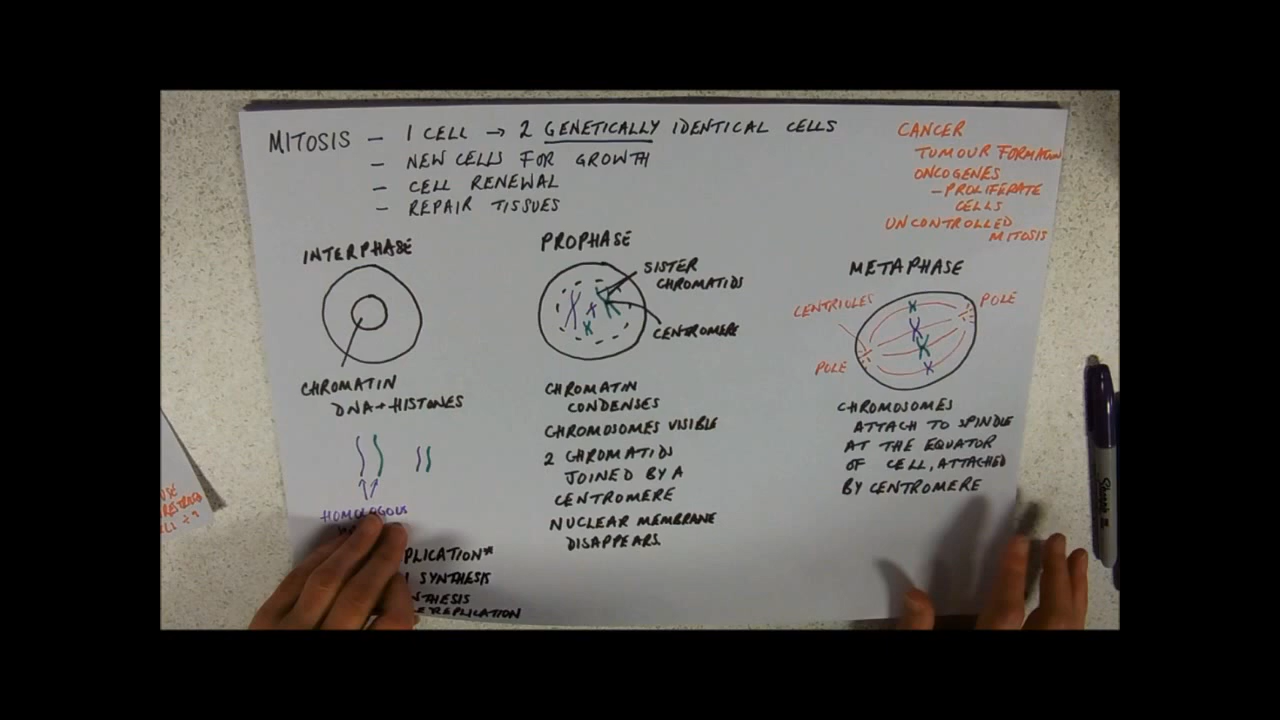 MITOSIS - 1 CELL → 2 GENETICALLY IDENTICAL CELLS
- NEW CELLS FOR GROWTH
- CELL RENEWAL
- REPAIR TISSUES
CANCER
TUMOUR FORMATION
ONCOGENES
- PROLIFERATE
CELLS
UNCONTROLLED
MITOSIS
INTERPHASE
CHROMATIN
DNA + HISTONES
HOMOLOGOUS
PLICATION*
SYNTHESIS
NTHESIS
REPLICATION
PROPHASE
SISTER
CHROMATIDS
CENTROMERE
CHROMATIN
CONDENSES
CHROMOSOMES VISIBLE
2 CHROMATIDS
JOINED BY A
CENTROMERE
NUCLEAR MEMBRANE
DISAPPEARS
METAPHASE
CENTRIOLES
POLE
POLE
CHROMOSOMES
ATTACH TO SPINDLE
AT THE EQUATOR
OF CELL, ATTACHED
BY CENTROMERE
Sharpie